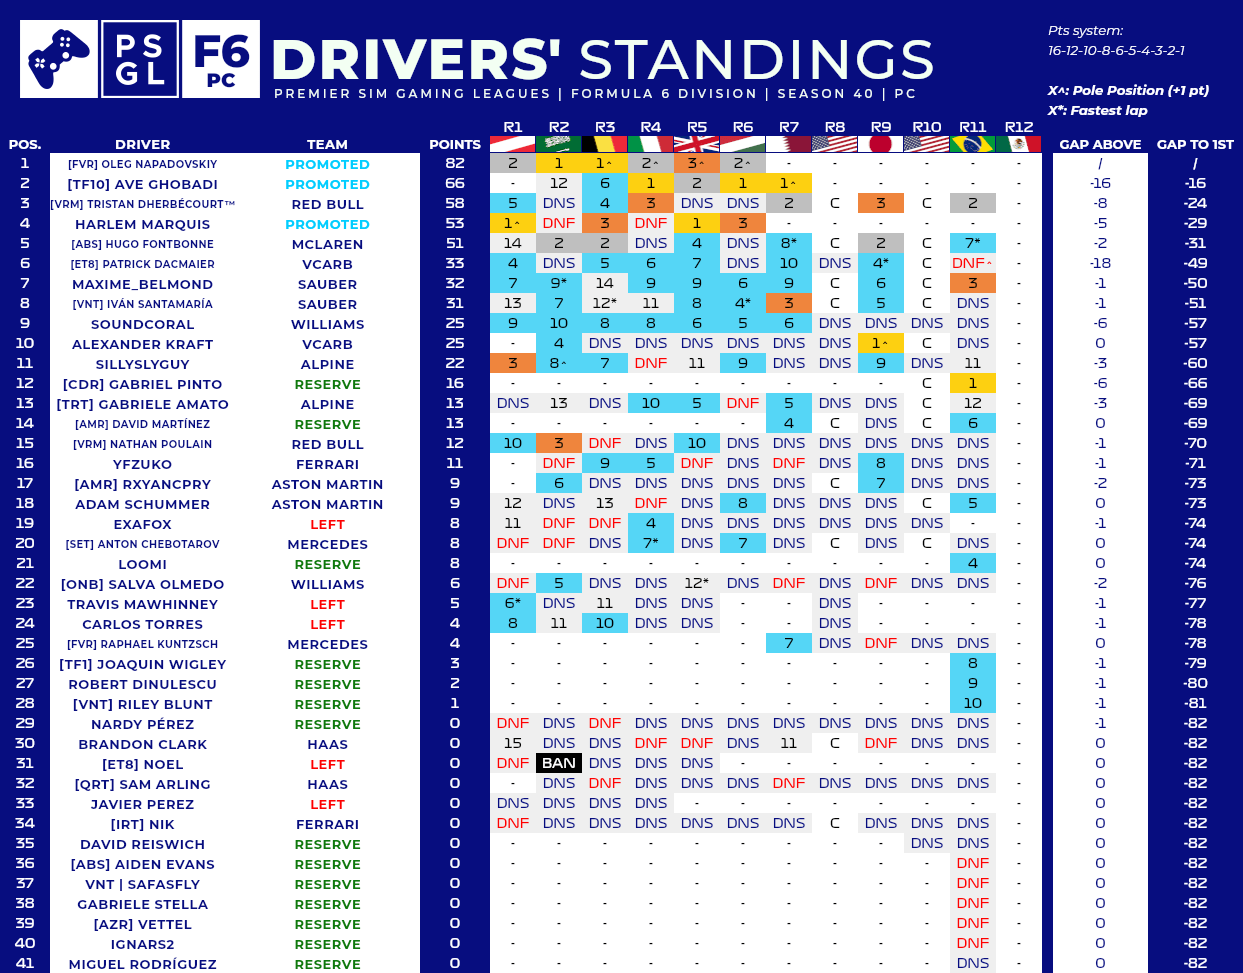 PS
GL
F6
PC
DRIVERS' STANDINGS
PREMIER SIM GAMING LEAGUES | FORMULA 6 DIVISION | SEASON 40 | PC
Pts system:
16-12-10-8-6-5-4-3-2-1
X^: Pole Position (+1 pt)
X*: Fastest lap
POS. DRIVER TEAM POINTS R1 R2 R3 R4 R5 R6 R7 R8 R9 R10 R11 R12 GAP ABOVE GAP TO 1ST
1 [FVR] OLEG NAPADOVSKIY PROMOTED 82 2 1 1^ 2^ 3^ 2^ - - - - - - / /
2 [TF10] AVE GHOBADI PROMOTED 66 - 12 6 1 2 1 1^ - - - - - -16 -16
3 [VRM] TRISTAN DHERBÉCOURT™ RED BULL 58 5 DNS 4 3 DNS DNS 2 C 3 C 2 - -8 -24
4 HARLEM MARQUIS PROMOTED 53 1^ DNF 3 DNF 1 3 - - - - - - -5 -29
5 [ABS] HUGO FONTBONNE MCLAREN 51 14 2 2 DNS 4 DNS 8* C 2 C 7* - -2 -31
6 [ET8] PATRICK DACMAIER VCARB 33 4 DNS 5 6 7 DNS 10 DNS 4* C DNF^ - -18 -49
7 MAXIME_BELMOND SAUBER 32 7 9* 14 9 9 6 9 C 6 C 3 - -1 -50
8 [VNT] IVÁN SANTAMARÍA SAUBER 31 13 7 12* 11 8 4* 3 C 5 C DNS - -1 -51
9 SOUNDCORAL WILLIAMS 25 9 10 8 8 6 5 6 DNS DNS DNS DNS - -6 -57
10 ALEXANDER KRAFT VCARB 25 - 4 DNS DNS DNS DNS DNS DNS 1^ C DNS - 0 -57
11 SILLYSLYGUY ALPINE 22 3 8^ 7 DNF 11 9 DNS DNS 9 DNS 11 - -3 -60
12 [CDR] GABRIEL PINTO RESERVE 16 - - - - - - - - - C 1 - -6 -66
13 [TRT] GABRIELE AMATO ALPINE 13 DNS 13 DNS 10 5 DNF 5 DNS DNS C 12 - -3 -69
14 [AMR] DAVID MARTÍNEZ RESERVE 13 - - - - - - 4 C DNS C 6 - 0 -69
15 [VRM] NATHAN POULAIN RED BULL 12 10 3 DNF DNS 10 DNS DNS DNS DNS DNS DNS - -1 -70
16 YFZUKO FERRARI 11 - DNF 9 5 DNF DNS DNF DNS 8 DNS DNS - -1 -71
17 [AMR] RXYANCPRY ASTON MARTIN 9 - 6 DNS DNS DNS DNS DNS C 7 DNS DNS - -2 -73
18 ADAM SCHUMMER ASTON MARTIN 9 12 DNS 13 DNF DNS 8 DNS DNS DNS C 5 - 0 -73
19 EXAFOX LEFT 8 11 DNF DNF 4 DNS DNS DNS DNS DNS DNS - - -1 -74
20 [SET] ANTON CHEBOTAROV MERCEDES 8 DNF DNF DNS 7* DNS 7 DNS C DNS C DNS - 0 -74
21 LOOMI RESERVE 8 - - - - - - - - - - 4 - 0 -74
22 [ONB] SALVA OLMEDO WILLIAMS 6 DNF 5 DNS DNS 12* DNS DNF DNS DNF DNS DNS - -2 -76
23 TRAVIS MAWHINNEY LEFT 5 6* DNS 11 DNS DNS - - DNS - - - - -1 -77
24 CARLOS TORRES LEFT 4 8 11 10 DNS DNS - - DNS - - - - -1 -78
25 [FVR] RAPHAEL KUNTZSCH MERCEDES 4 - - - - - - 7 DNS DNF DNS DNS - 0 -78
26 [TF1] JOAQUIN WIGLEY RESERVE 3 - - - - - - - - - - 8 - -1 -79
27 ROBERT DINULESCU RESERVE 2 - - - - - - - - - - 9 - -1 -80
28 [VNT] RILEY BLUNT RESERVE 1 - - - - - - - - - - 10 - -1 -81
29 NARDY PÉREZ RESERVE 0 DNF DNS DNF DNS DNS DNS DNS DNS DNS DNS DNS - -1 -82
30 BRANDON CLARK HAAS 0 15 DNS DNS DNF DNF DNS 11 C DNF DNS DNS - 0 -82
31 [ET8] NOEL LEFT 0 DNF BAN DNS DNS DNS - - - - - - - 0 -82
32 [QRT] SAM ARLING HAAS 0 - DNS DNF DNS DNS DNS DNF DNS DNS DNS DNS - 0 -82
33 JAVIER PEREZ LEFT 0 DNS DNS DNS DNS - - - - - - - - 0 -82
34 [IRT] NIK FERRARI 0 DNF DNS DNS DNS DNS DNS DNS C DNS DNS DNS - 0 -82
35 DAVID REISWICH RESERVE 0 - - - - - - - - - DNS DNS - 0 -82
36 [ABS] AIDEN EVANS RESERVE 0 - - - - - - - - - - DNF - 0 -82
37 VNT | SAFASFLY RESERVE 0 - - - - - - - - - - DNF - 0 -82
38 GABRIELE STELLA RESERVE 0 - - - - - - - - - - DNF - 0 -82
39 [AZR] VETTEL RESERVE 0 - - - - - - - - - - DNF - 0 -82
40 IGNARS2 RESERVE 0 - - - - - - - - - - DNF - 0 -82
41 MIGUEL RODRÍGUEZ RESERVE 0 - - - - - - - - - - DNS - 0 -82